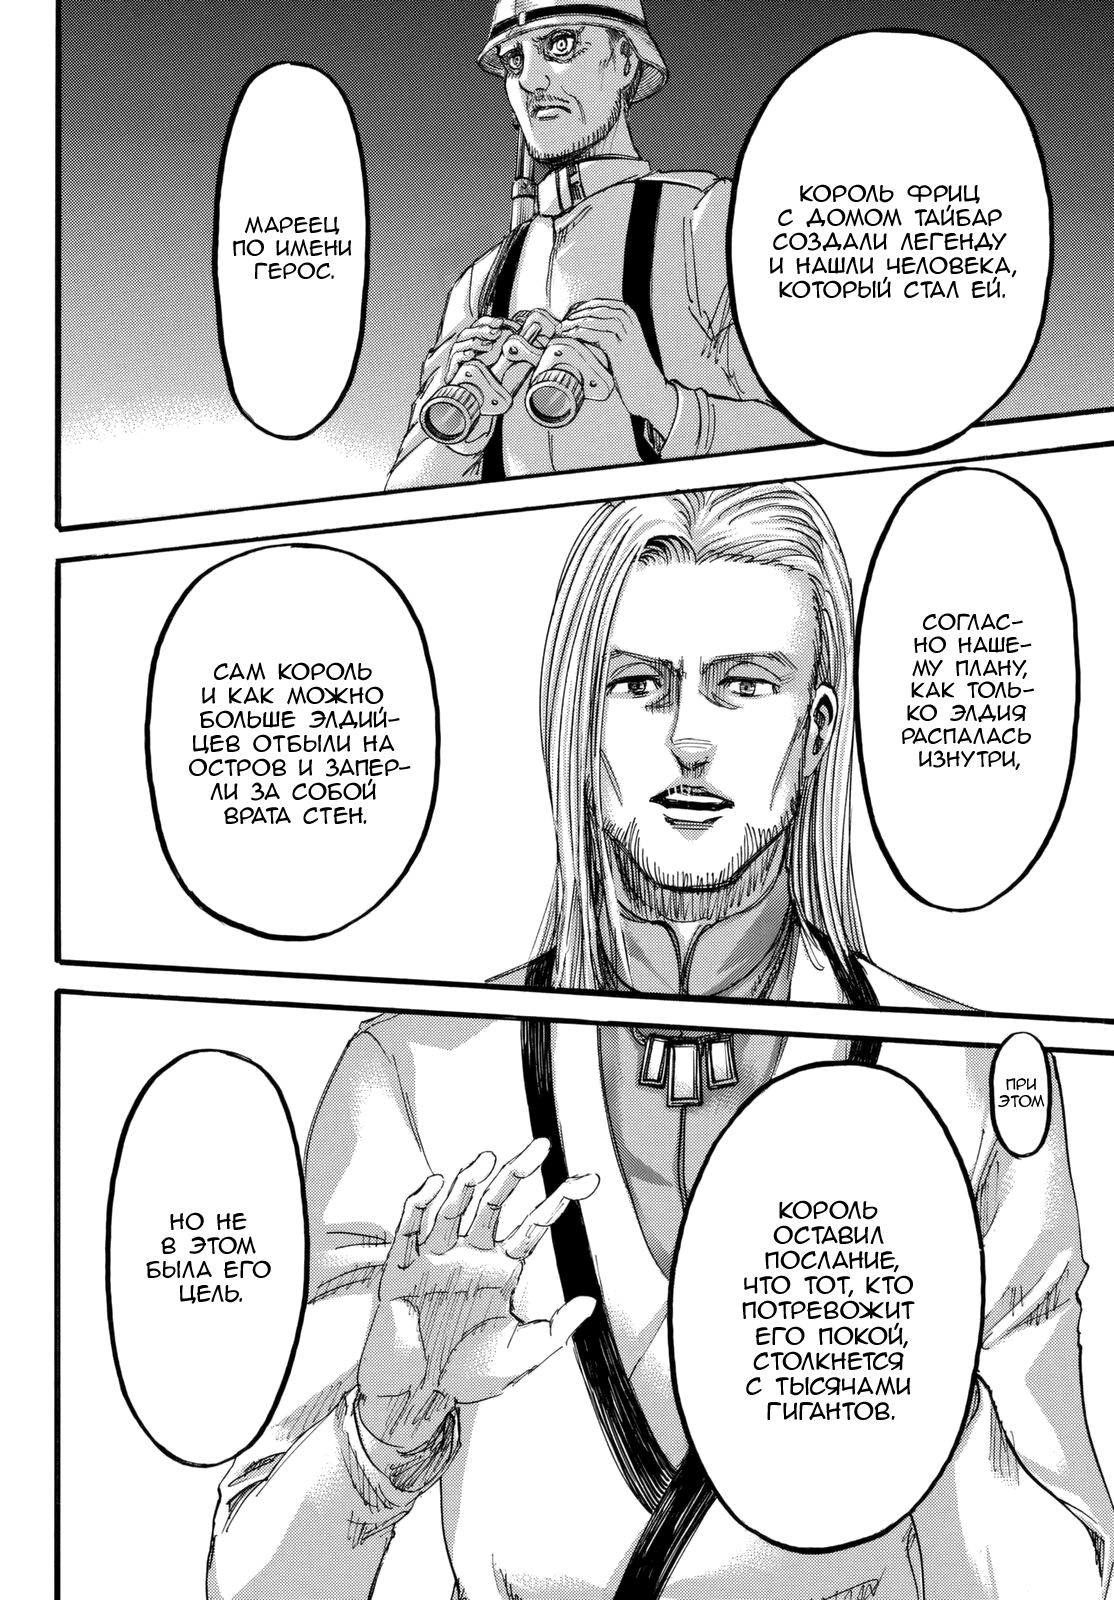 КОРОЛЬ ФРИЦ
С ДОМОМ ТАЙБАР
СОЗДАЛИ ЛЕГЕНДУ
И НАШЛИ ЧЕЛОВЕКА,
КОТОРЫЙ СТАЛ ЕЙ.
МАРЕЕЦ
ПО ИМЕНИ
ГЕРОС.
СОГЛАС-
НО НАШЕ-
МУ ПЛАНУ,
КАК ТОЛЬ-
КО ЭЛДИЯ
РАСПАЛАСЬ
ИЗНУТРИ,
САМ КОРОЛЬ
И КАК МОЖНО
БОЛЬШЕ ЭЛДИЙ-
ЦЕВ ОТБЫЛИ НА
ОСТРОВ И ЗАПЕР-
ЛИ ЗА СОБОЙ
ВРАТА СТЕН.
ПРИ
ЭТОМ
КОРОЛЬ
ОСТАВИЛ
ПОСЛАНИЕ,
ЧТО ТОТ, КТО
ПОТРЕВОЖИТ
ЕГО ПОКОЙ,
СТОЛКНЕТСЯ
С ТЫСЯЧАМИ
ГИГАНТОВ.
НО НЕ
В ЭТОМ
БЫЛА ЕГО
ЦЕЛЬ.